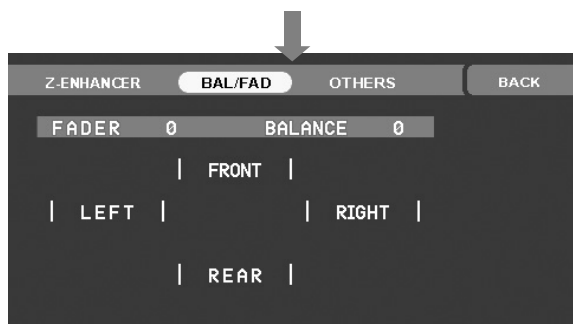 Z-ENHANCER BAL/FAD OTHERS BACK
FADER 0 BALANCE 0
| FRONT |
| LEFT | | RIGHT |
| REAR |